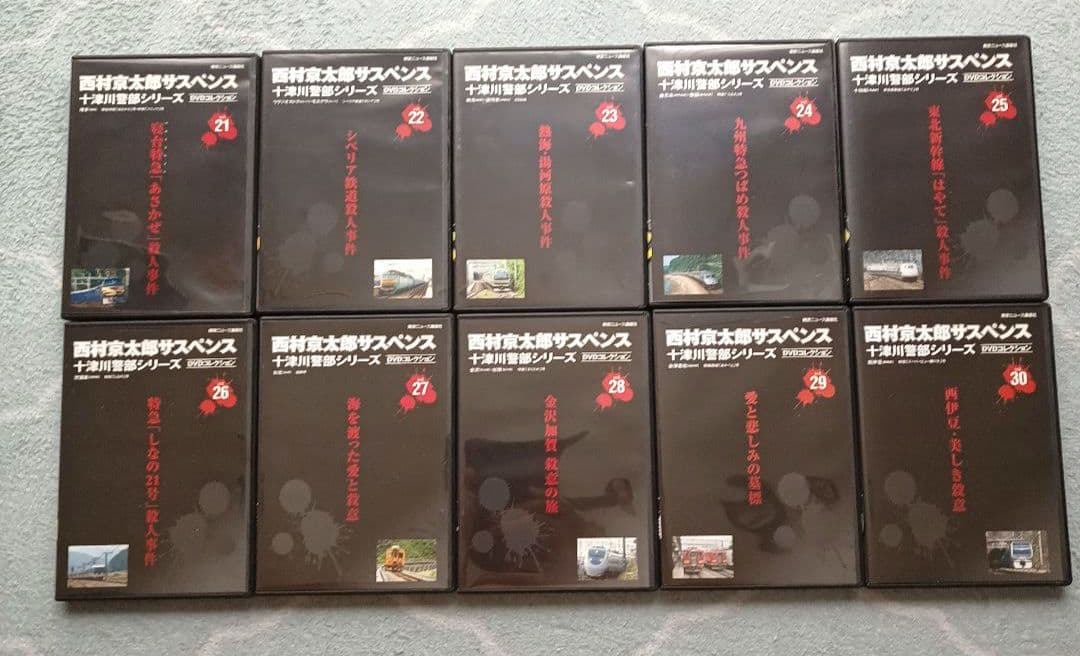 西村京太郎サスペンス
十津川警部シリーズ DVDコレクション
21
寝台特急「あさかぜ」殺人事件
西村京太郎サスペンス
十津川警部シリーズ DVDコレクション
22
シベリア鉄道殺人事件
西村京太郎サスペンス
十津川警部シリーズ DVDコレクション
23
熱海・湯河原殺人事件
西村京太郎サスペンス
十津川警部シリーズ DVDコレクション
24
九州特急つばめ殺人事件
西村京太郎サスペンス
十津川警部シリーズ DVDコレクション
25
東北新幹線「はやて」殺人事件
西村京太郎サスペンス
十津川警部シリーズ DVDコレクション
26
特急「しなの21号」殺人事件
西村京太郎サスペンス
十津川警部シリーズ DVDコレクション
27
海を渡った愛と殺意
西村京太郎サスペンス
十津川警部シリーズ DVDコレクション
28
金沢加賀 殺意の旅
西村京太郎サスペンス
十津川警部シリーズ DVDコレクション
29
愛と悲しみの墓標
西村京太郎サスペンス
十津川警部シリーズ DVDコレクション
30
西伊豆・美しき殺意